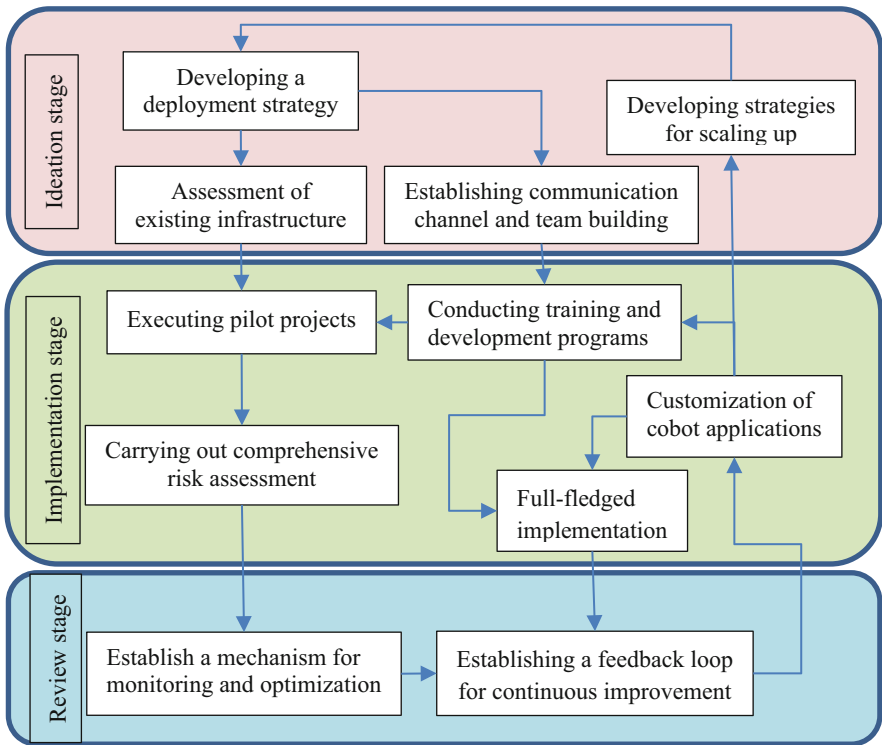 Ideation stage
Developing a
deployment strategy
Developing strategies
for scaling up
Assessment of
existing infrastructure
Establishing communication
channel and team building
Implementation stage
Executing pilot projects
Conducting training and
development programs
Customization of
cobot applications
Carrying out comprehensive
risk assessment
Full-fledged
implementation
Review stage
Establish a mechanism for
monitoring and optimization
Establishing a feedback loop
for continuous improvement